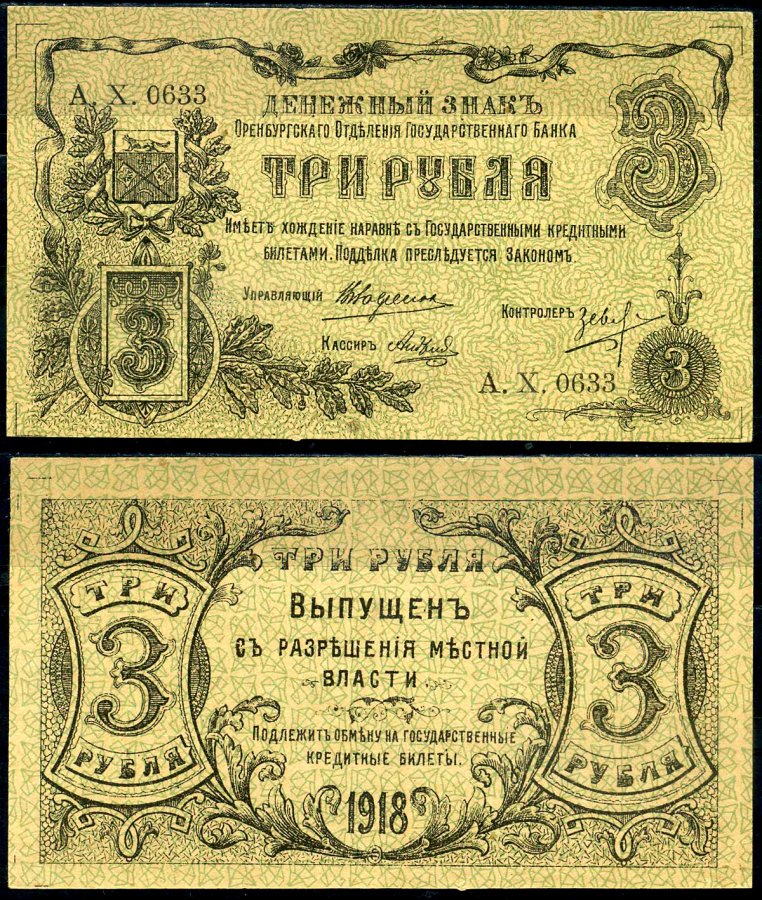 А. Х. 0633
ДЕНЕЖНЫЙ ЗНАКЪ
ОРЕНБУРГСКАГО ОТДѢЛЕНІЯ ГОСУДАРСТВЕННАГО БАНКА
ТРИ РУБЛЯ
3
ИМѢЕТЪ ХОЖДЕНІЕ НАРАВНѢ СЪ ГОСУДАРСТВЕННЫМИ КРЕДИТНЫМИ
БИЛЕТАМИ. ПОДДѢЛКА ПРЕСЛѢДУЕТСЯ ЗАКОНОМЪ.
УПРАВЛЯЮЩІЙ
КОНТРОЛЕРЪ
КАССИРЪ
3
3
А. Х. 0633
ТРИ РУБЛЯ
ВЫПУЩЕНЪ
СЪ РАЗРѢШЕНІЯ МѢСТНОЙ
ВЛАСТИ
ПОДЛЕЖИТЪ ОБМѢНУ НА ГОСУДАРСТВЕННЫЕ
КРЕДИТНЫЕ БИЛЕТЫ.
1918
ТРИ
3
РУБЛЯ
ТРИ
3
РУБЛЯ